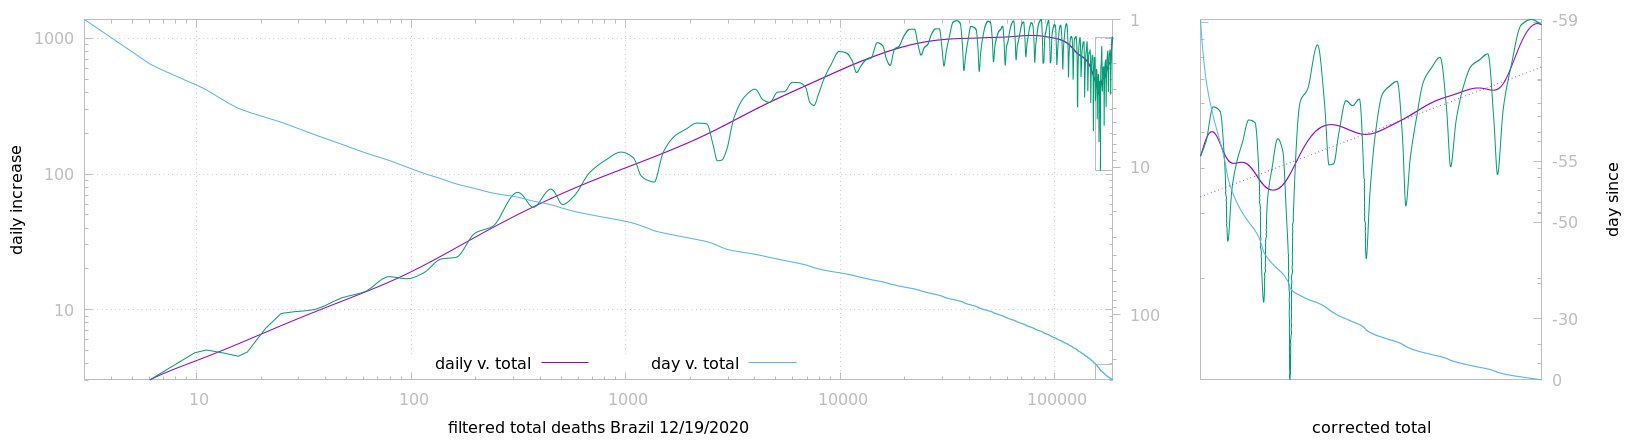 1000
100
10
daily increase
10
100
1000
10000
100000
filtered total deaths Brazil 12/19/2020
daily v. total
day v. total
1
10
100
-59
-55
-50
-30
0
day since
corrected total